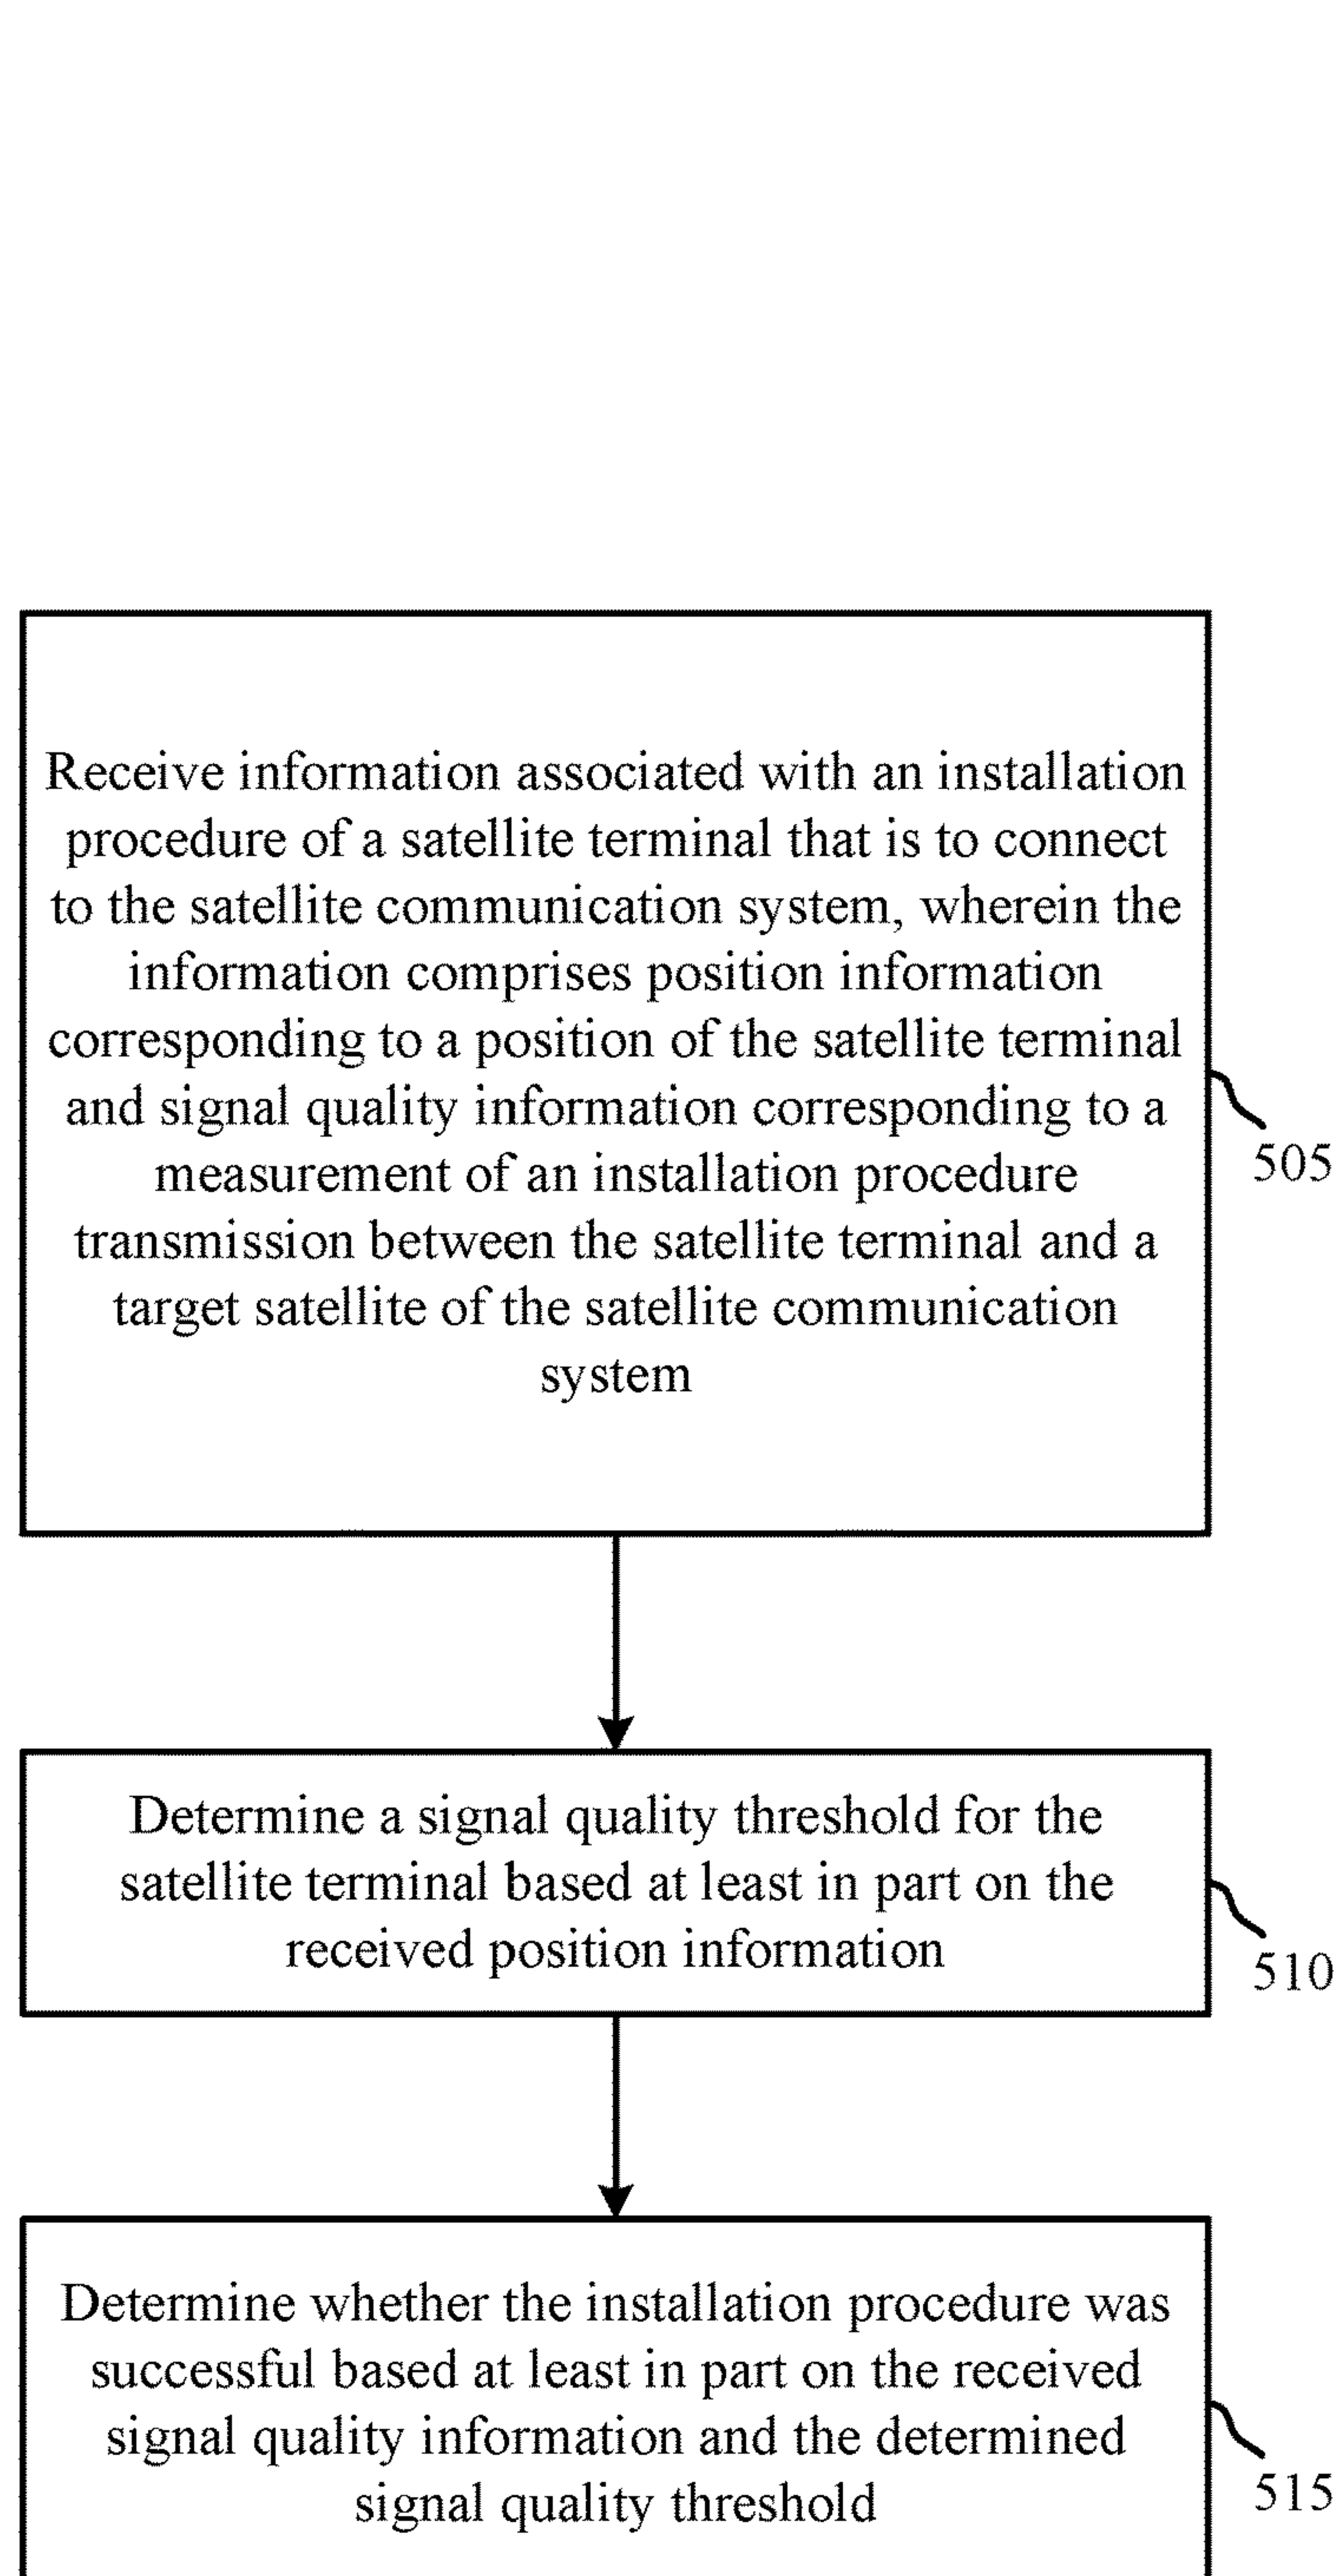 Receive information associated with an installation
procedure of a satellite terminal that is to connect
to the satellite communication system, wherein the
information comprises position information
corresponding to a position of the satellite terminal
and signal quality information corresponding to a
measurement of an installation procedure
transmission between the satellite terminal and a
target satellite of the satellite communication
system
505
Determine a signal quality threshold for the
satellite terminal based at least in part on the
received position information
510
Determine whether the installation procedure was
successful based at least in part on the received
signal quality information and the determined
signal quality threshold
515